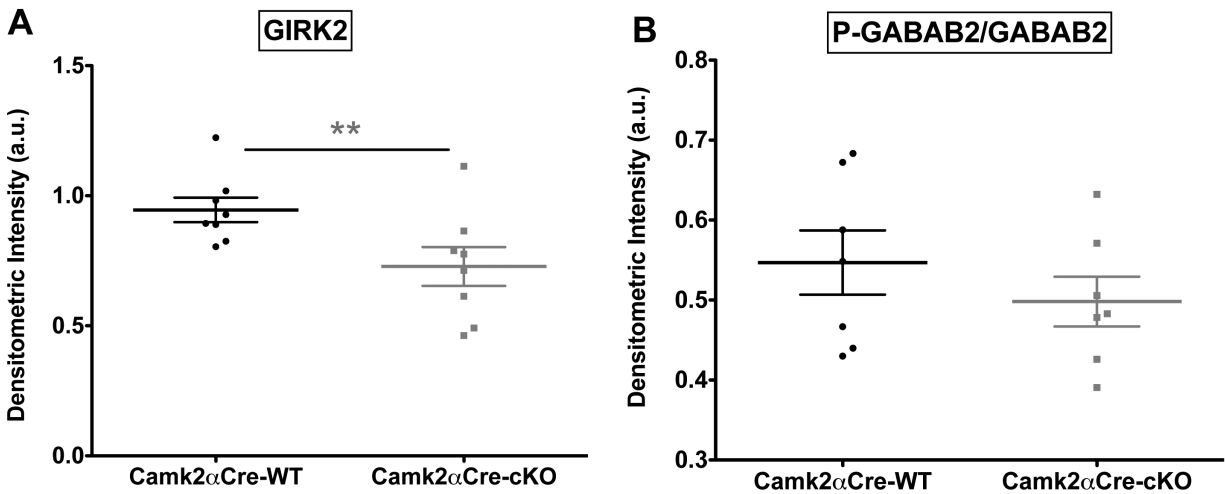 A
GIRK2
Densitometric Intensity (a.u.)
1.5
1.0
0.5
0.0
**
Camk2αCre-WT
Camk2αCre-cKO
B
P-GABAB2/GABAB2
Densitometric Intensity (a.u.)
0.8
0.7
0.6
0.5
0.4
0.3
Camk2αCre-WT
Camk2αCre-cKO